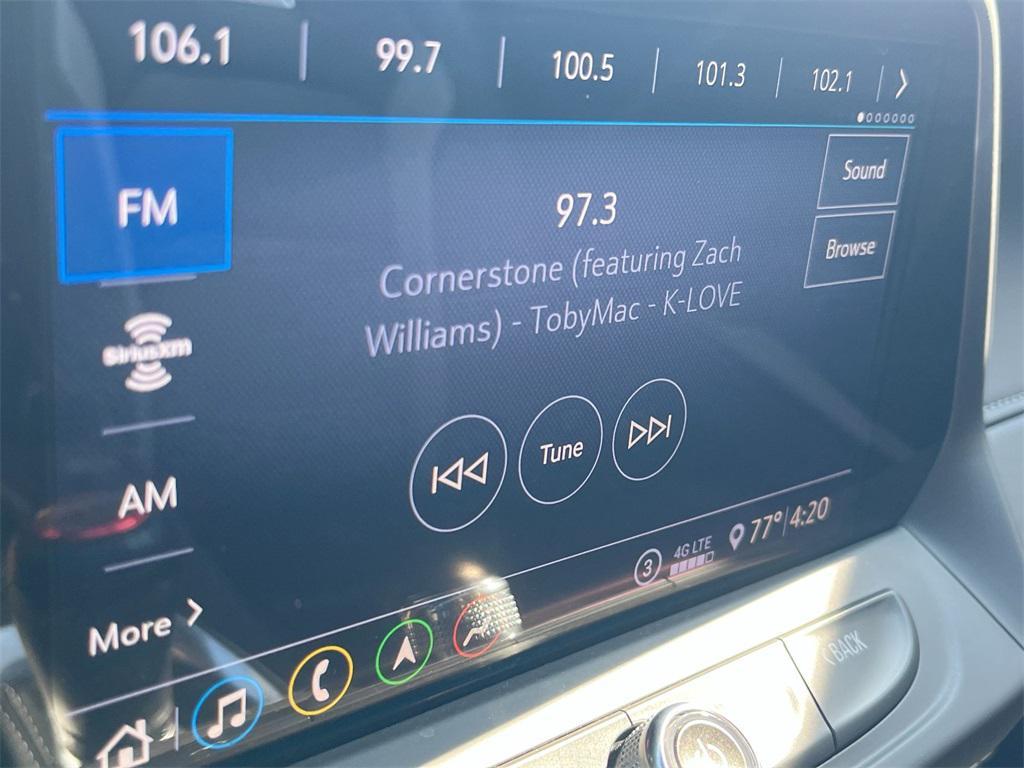 106.1 99.7 100.5 101.3 102.1
FM
Sound
97.3
Browse
Cornerstone (featuring Zach
Williams) - TobyMac - K-LOVE
SiriusXM
Tune
AM
3 4G LTE 77° 4:20
More
BACK